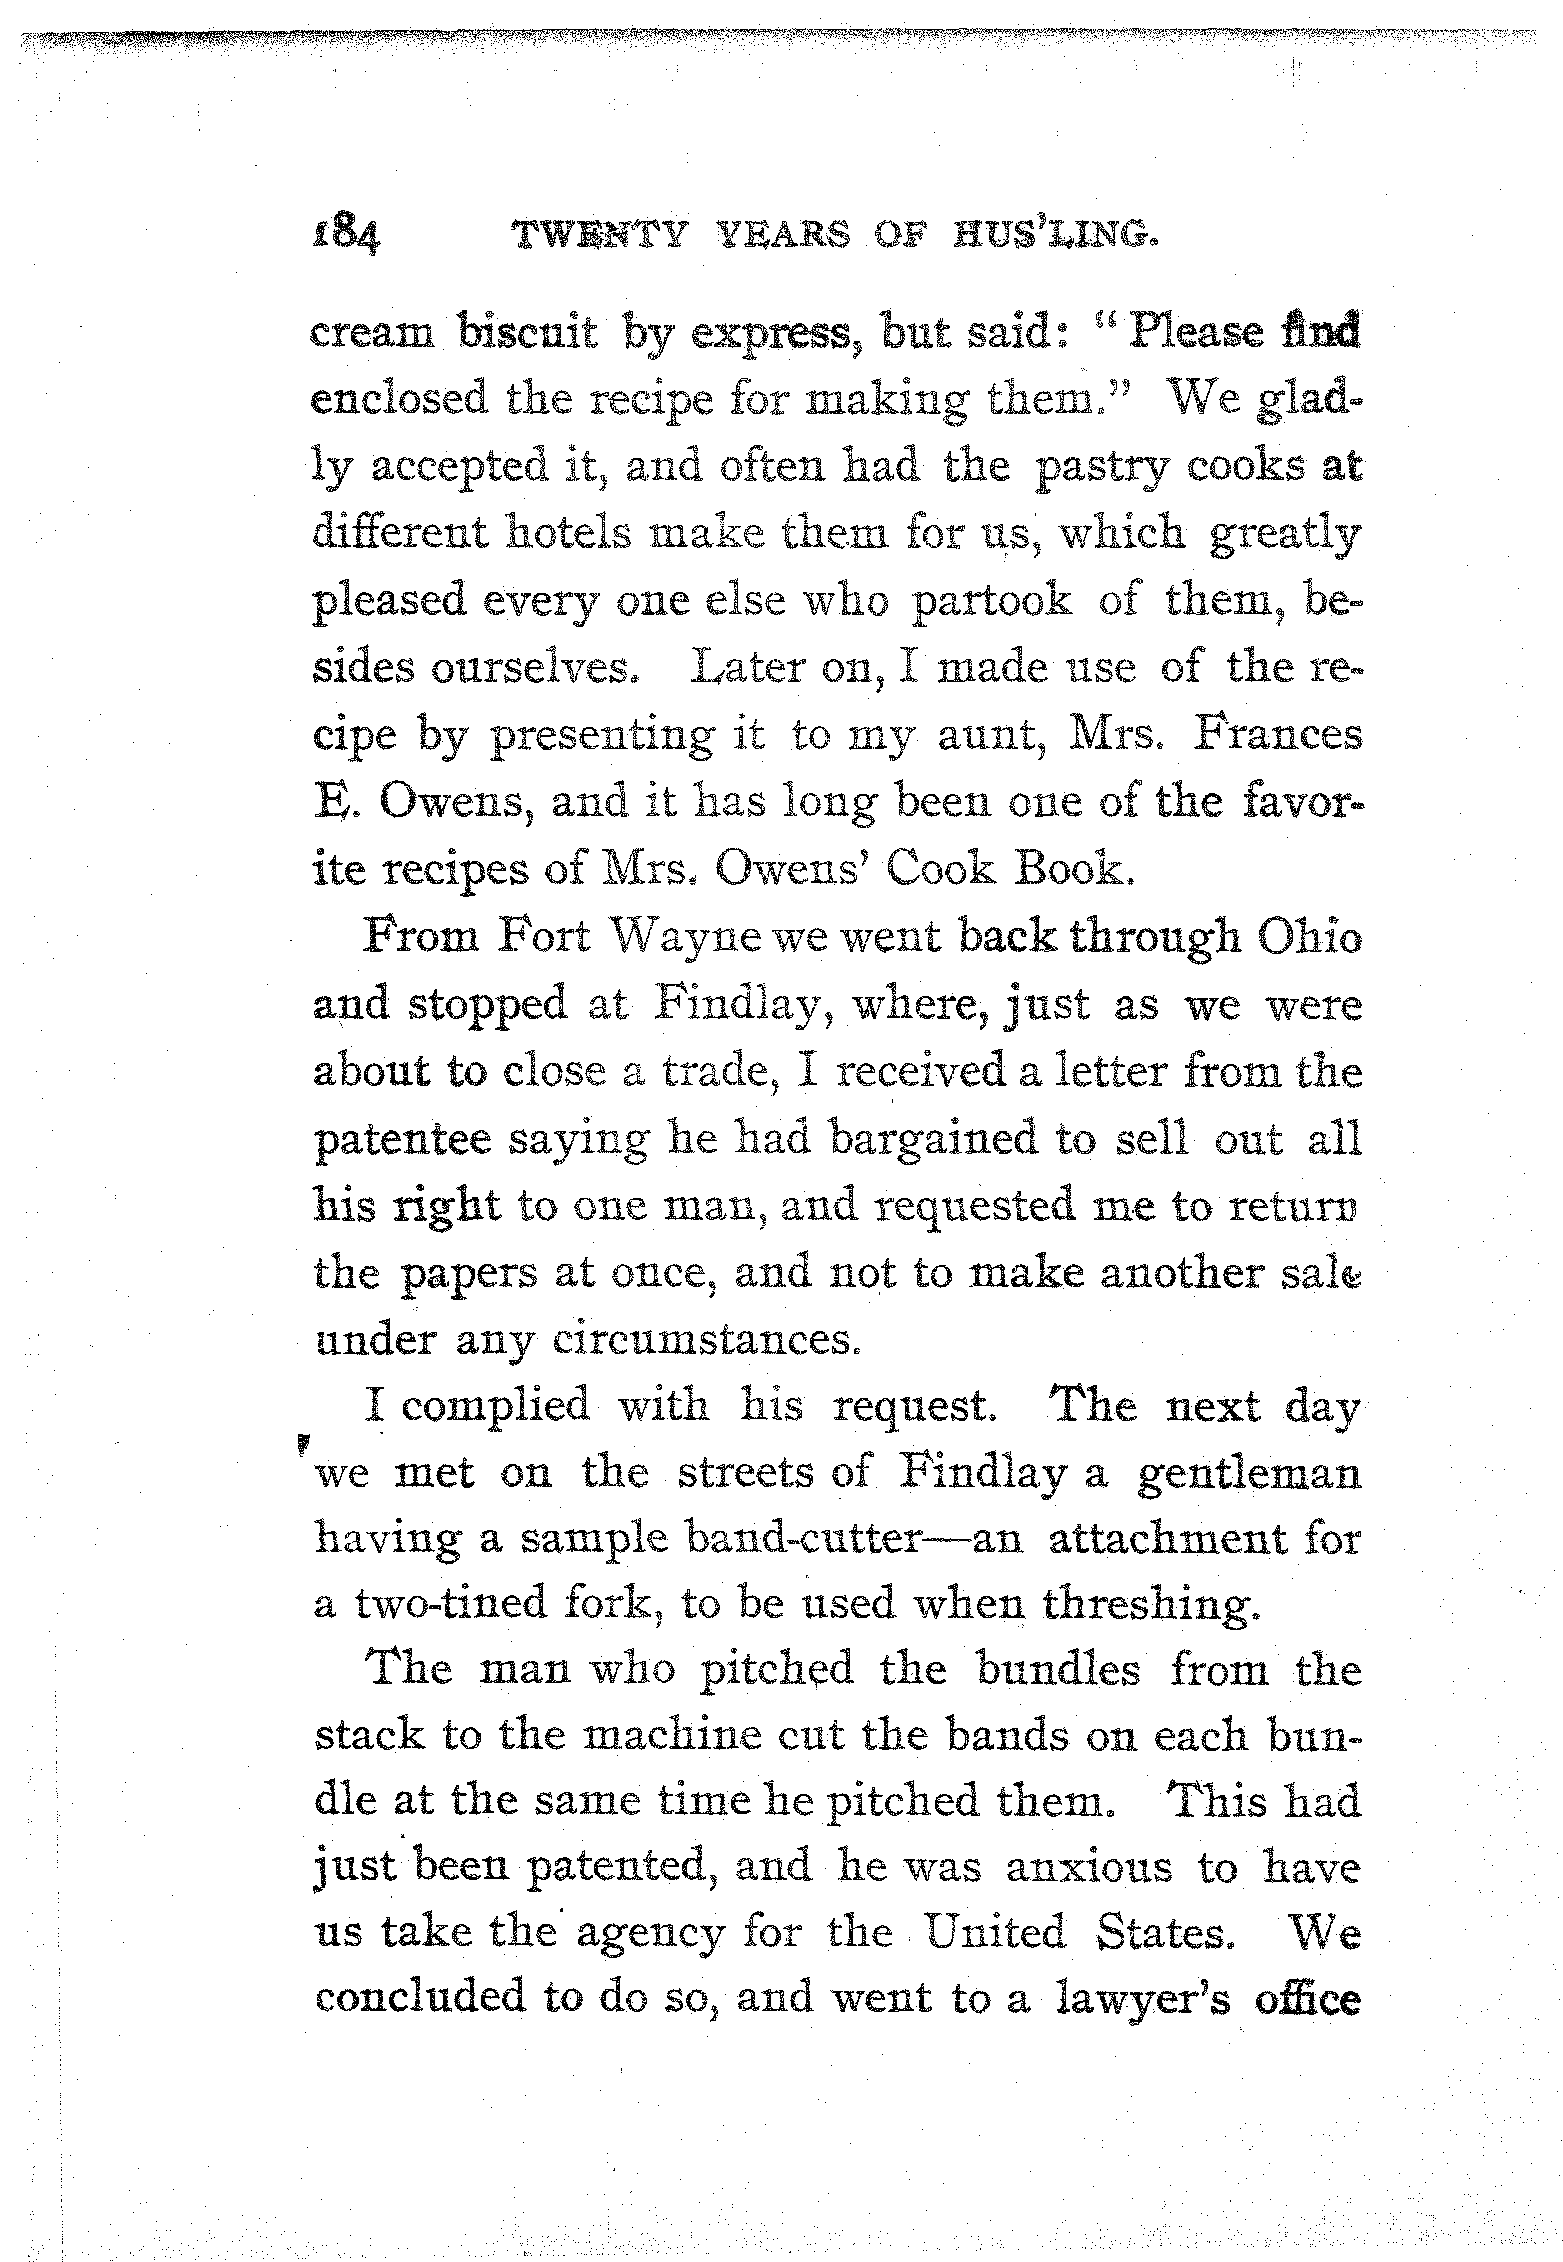 184 TWENTY YEARS OF HUS'LING.
cream biscuit by express, but said: "Please find
enclosed the recipe for making them." We glad-
ly accepted it, and often had the pastry cooks at
different hotels make them for us, which greatly
pleased every one else who partook of them, be-
sides ourselves. Later on, I made use of the re-
cipe by presenting it to my aunt, Mrs. Frances
E. Owens, and it has long been one of the favor-
ite recipes of Mrs. Owens' Cook Book.
From Fort Wayne we went back through Ohio
and stopped at Findlay, where, just as we were
about to close a trade, I received a letter from the
patentee saying he had bargained to sell out all
his right to one man, and requested me to return
the papers at once, and not to make another sale
under any circumstances.
I complied with his request. The next day
we met on the streets of Findlay a gentleman
having a sample band-cutter—an attachment for
a two-tined fork, to be used when threshing.
The man who pitched the bundles from the
stack to the machine cut the bands on each bun-
dle at the same time he pitched them. This had
just been patented, and he was anxious to have
us take the agency for the United States. We
concluded to do so, and went to a lawyer's office